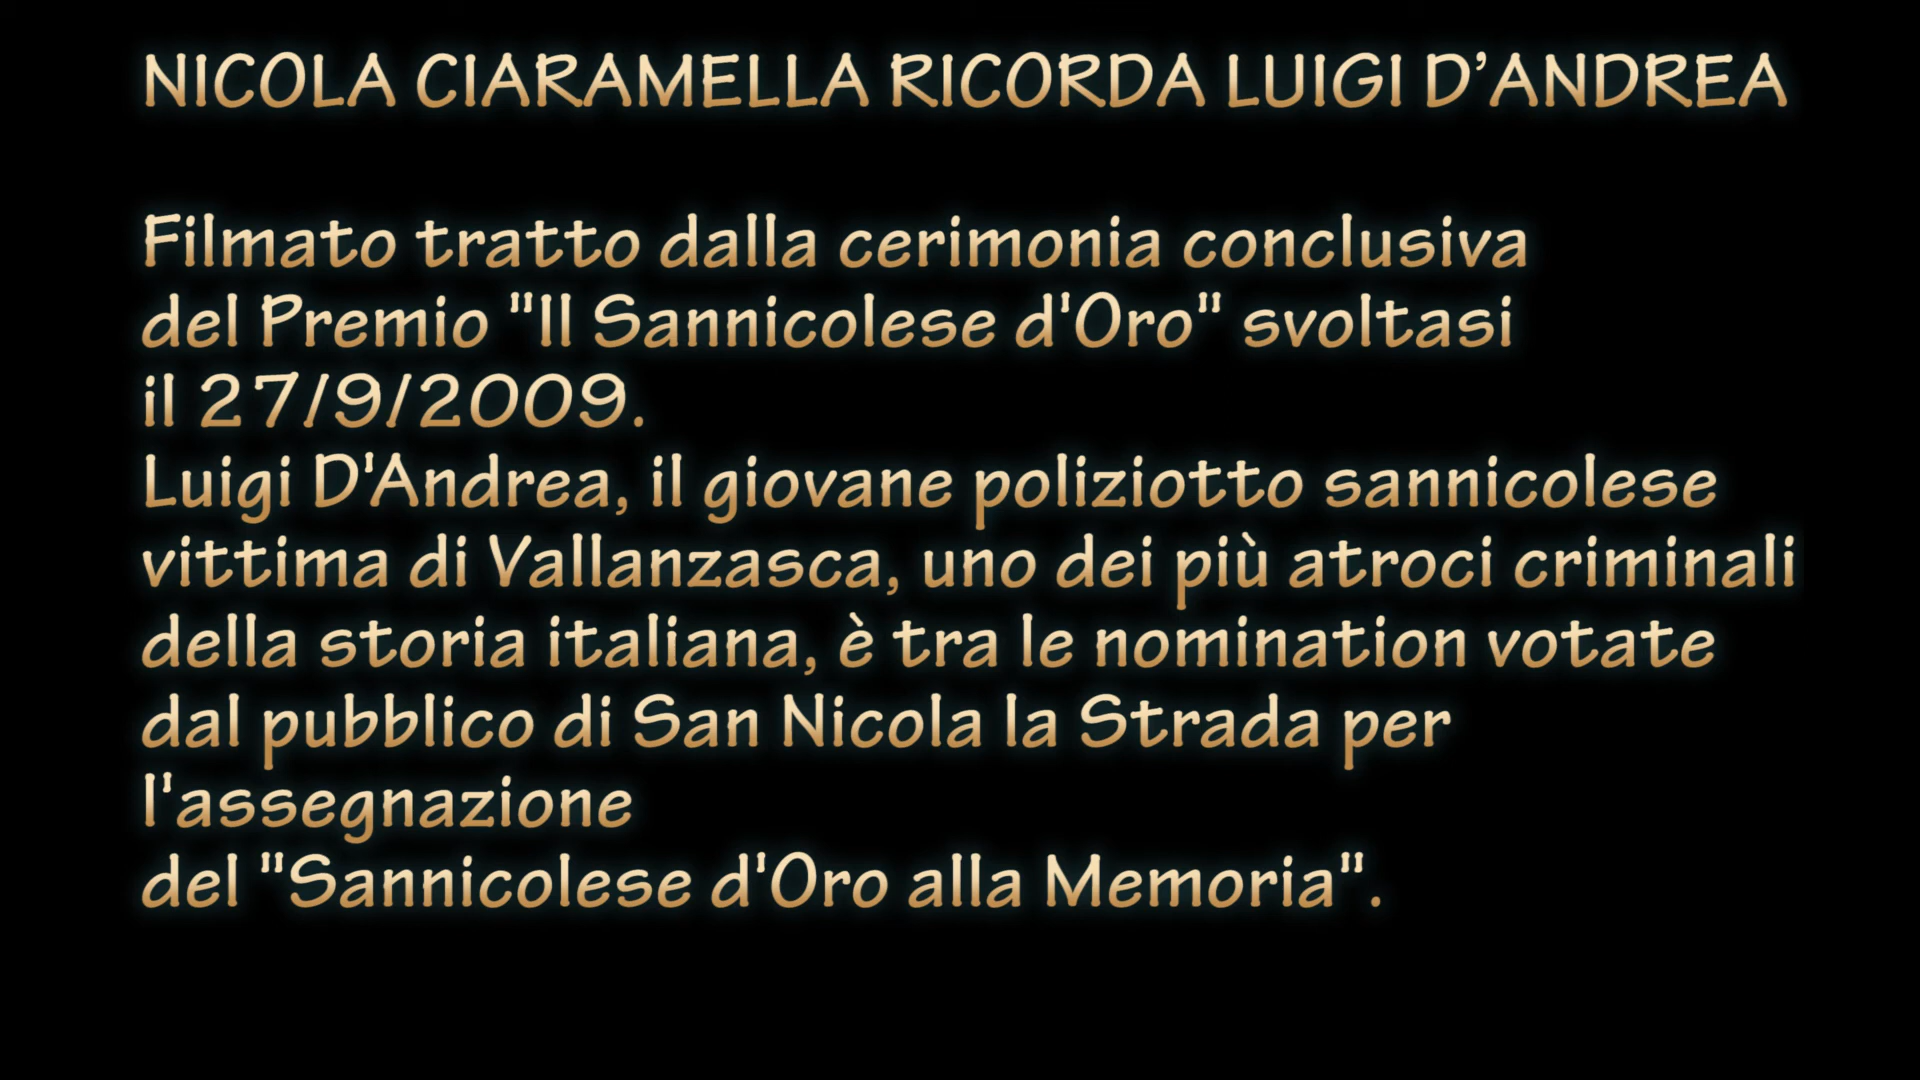 NICOLA CIARAMELLA RICORDA LUIGI D’ANDREA
Filmato tratto dalla cerimonia conclusiva
del Premio "Il Sannicolese d'Oro" svoltasi
il 27/9/2009.
Luigi D'Andrea, il giovane poliziotto sannicolese
vittima di Vallanzasca, uno dei più atroci criminali
della storia italiana, è tra le nomination votate
dal pubblico di San Nicola la Strada per
l'assegnazione
del "Sannicolese d'Oro alla Memoria".